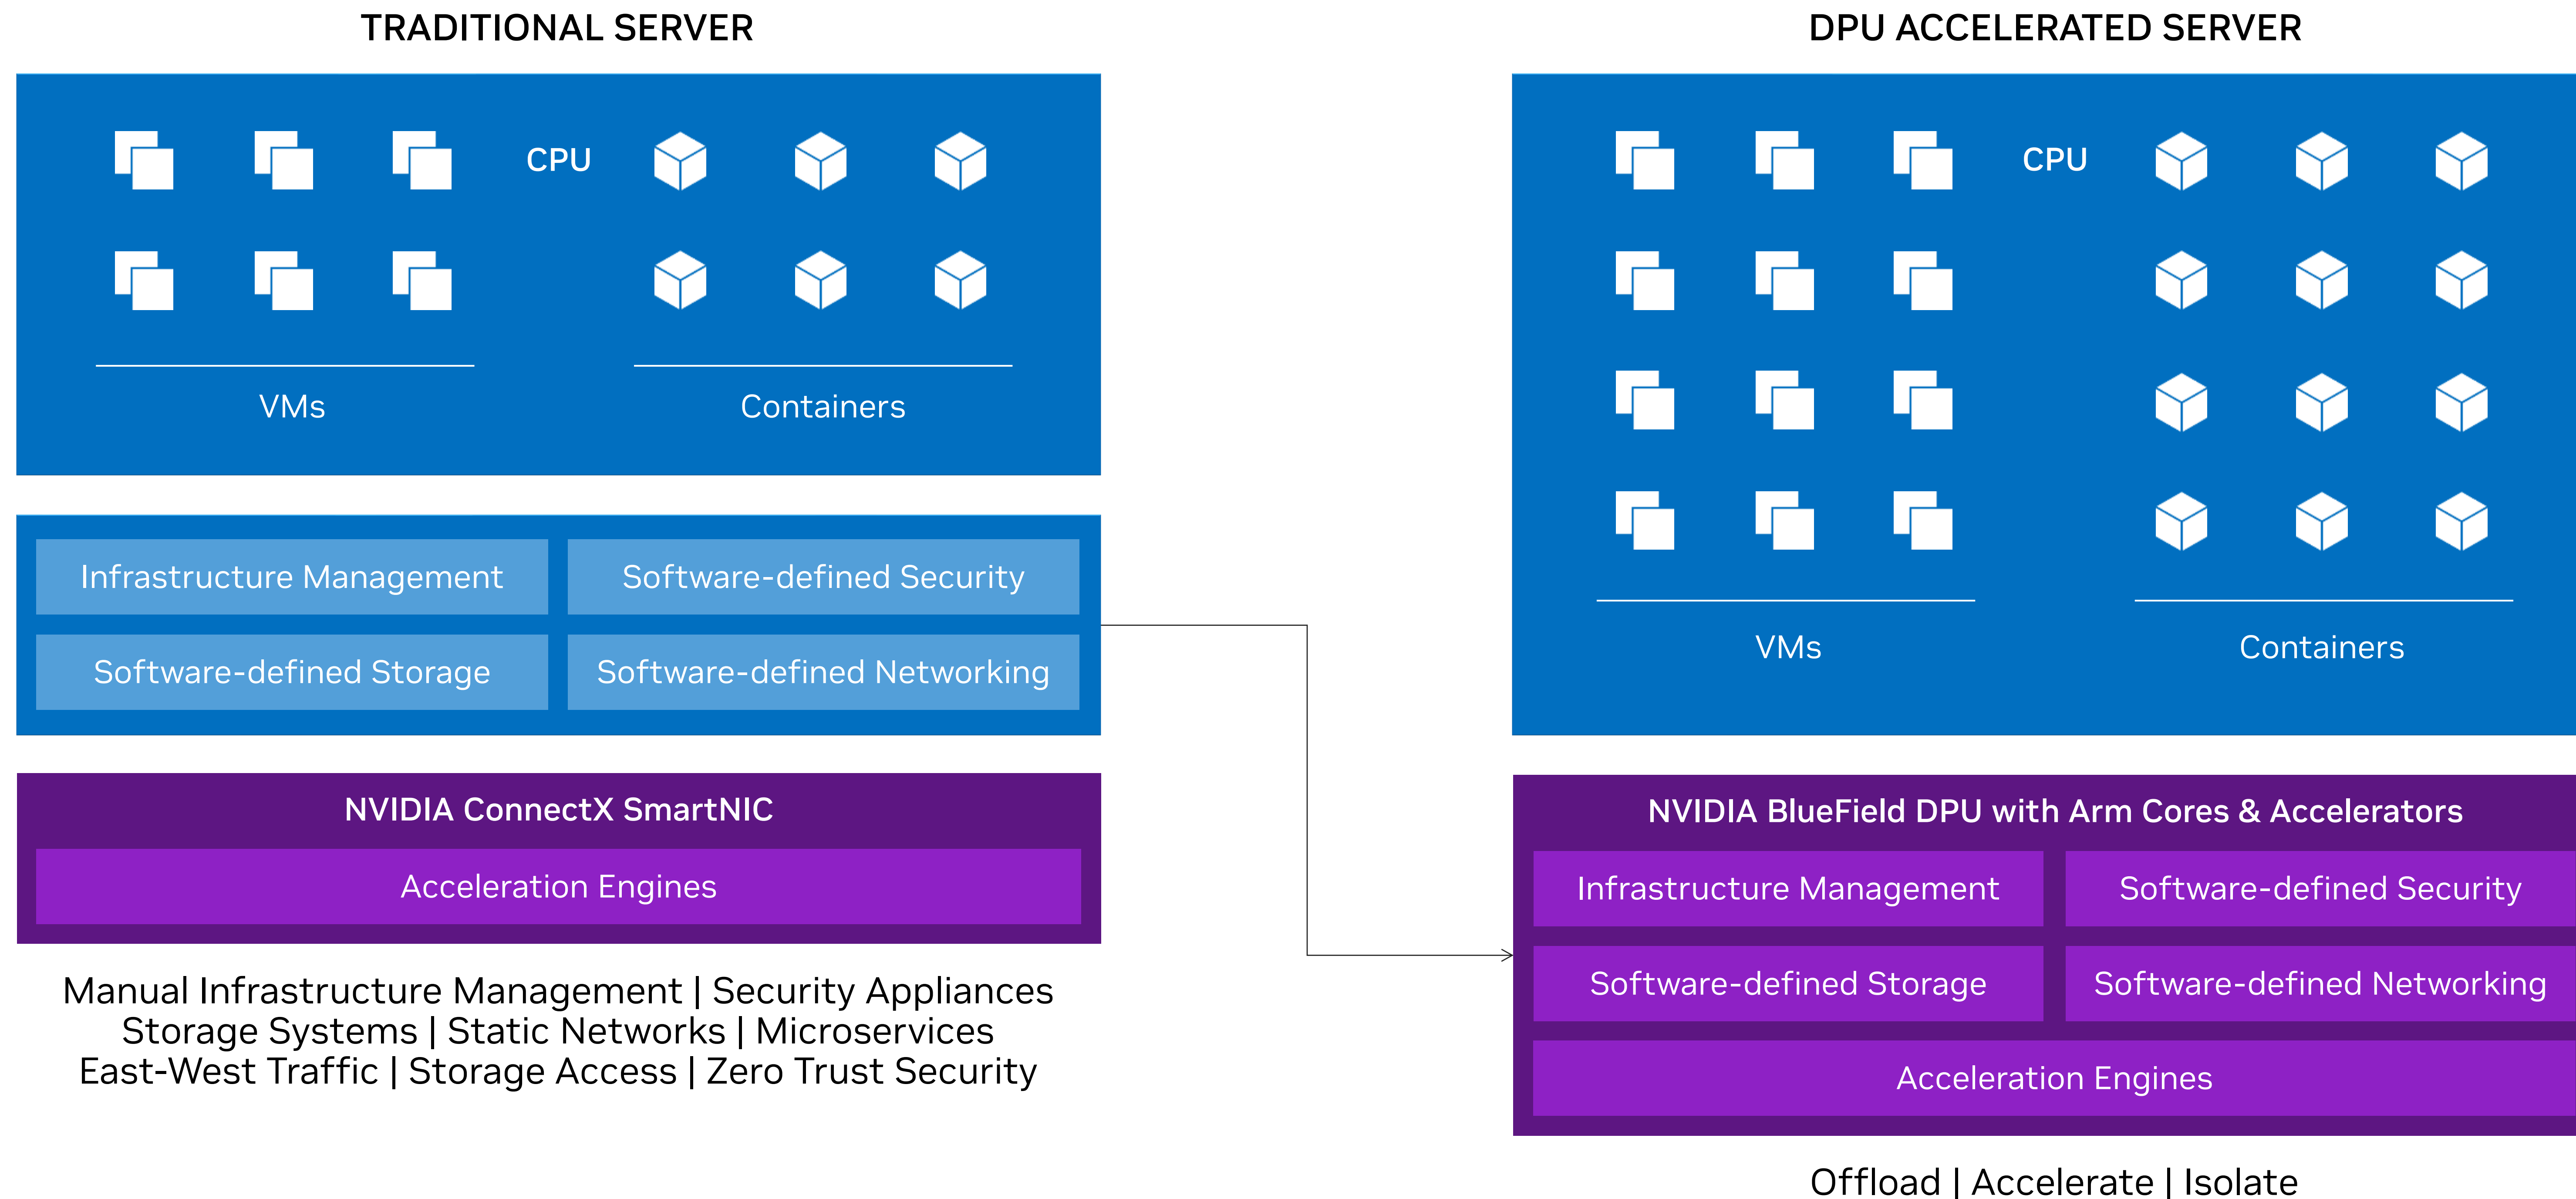 TRADITIONAL SERVER
CPU
VMs
Containers
Infrastructure Management
Software-defined Security
Software-defined Storage
Software-defined Networking
NVIDIA ConnectX SmartNIC
Acceleration Engines
Manual Infrastructure Management | Security Appliances
Storage Systems | Static Networks | Microservices
East-West Traffic | Storage Access | Zero Trust Security
DPU ACCELERATED SERVER
CPU
VMs
Containers
NVIDIA BlueField DPU with Arm Cores & Accelerators
Infrastructure Management
Software-defined Security
Software-defined Storage
Software-defined Networking
Acceleration Engines
Offload | Accelerate | Isolate